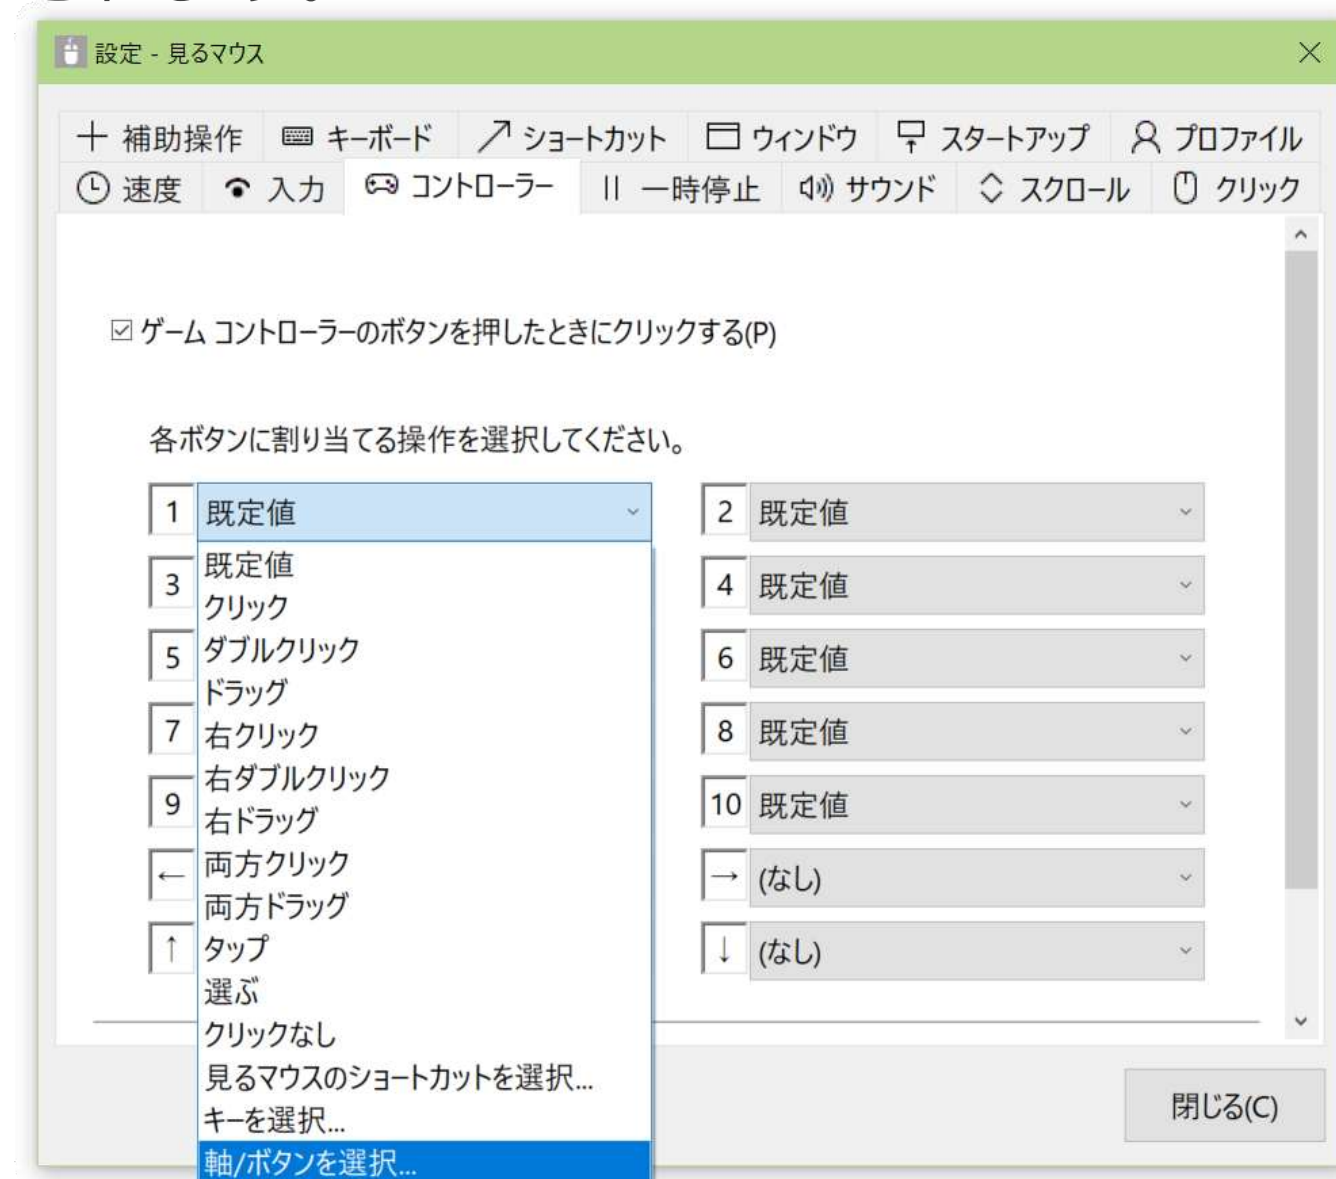 設定 - 見るマウス
補助操作 キーボード ショートカット ウィンドウ スタートアップ プロファイル
速度 入力 コントローラー 一時停止 サウンド スクロール クリック
ゲーム コントローラーのボタンを押したときにクリックする(P)
各ボタンに割り当てる操作を選択してください。
1 既定値 2 既定値
既定値
3 4 既定値
クリック
ダブルクリック
5 6 既定値
ドラッグ
7 右クリック 8 既定値
右ダブルクリック
9 10 既定値
右ドラッグ
両方クリック
← → (なし)
両方ドラッグ
↑ タップ ↓ (なし)
選ぶ
クリックなし
見るマウスのショートカットを選択...
キーを選択...
閉じる(C)
軸/ボタンを選択...